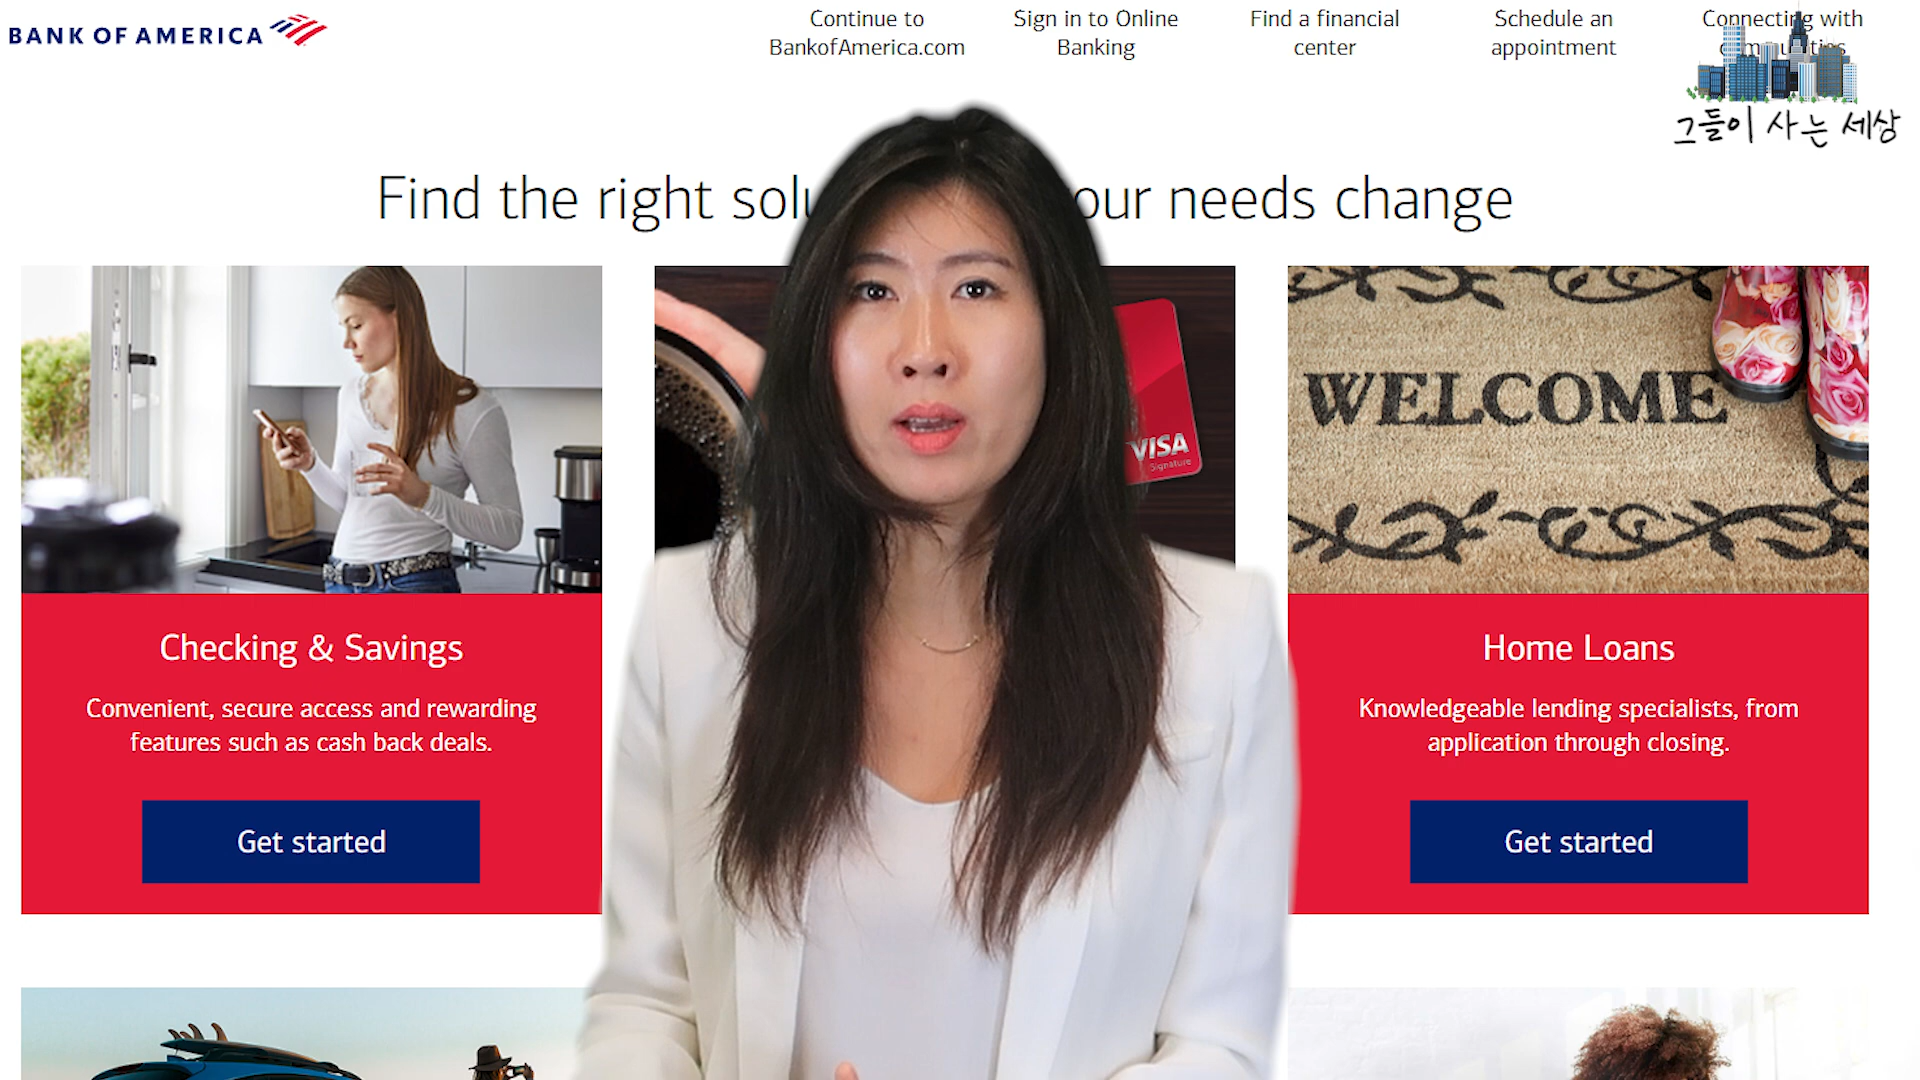 BANK OF AMERICA
Continue to
BankofAmerica.com
Sign in to Online
Banking
Find a financial
center
Schedule an
appointment
Connecting with
그들이 사는 세상
Find the right our needs change
WELCOME
VISA
Signature
Checking & Savings
Convenient, secure access and rewarding
features such as cash back deals.
Get started
Home Loans
Knowledgeable lending specialists, from
application through closing.
Get started